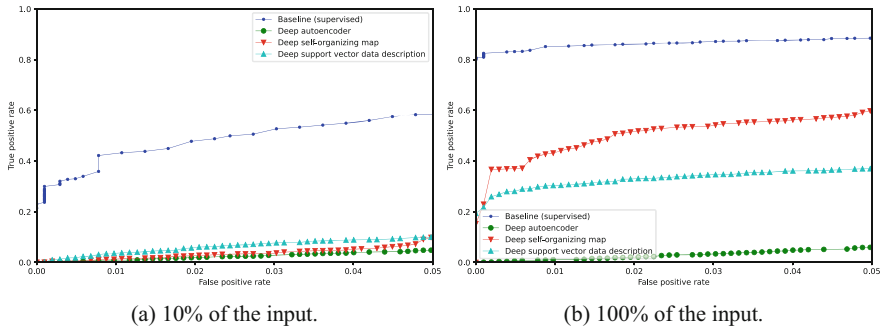 1.0
0.8
0.6
0.4
0.2
0.0
True positive rate
0.00
0.01
0.02
0.03
0.04
0.05
False positive rate
Baseline (supervised)
Deep autoencoder
Deep self-organizing map
Deep support vector data description
(a) 10% of the input.
1.0
0.8
0.6
0.4
0.2
0.0
True positive rate
0.00
0.01
0.02
0.03
0.04
0.05
False positive rate
Baseline (supervised)
Deep autoencoder
Deep self-organizing map
Deep support vector data description
(b) 100% of the input.